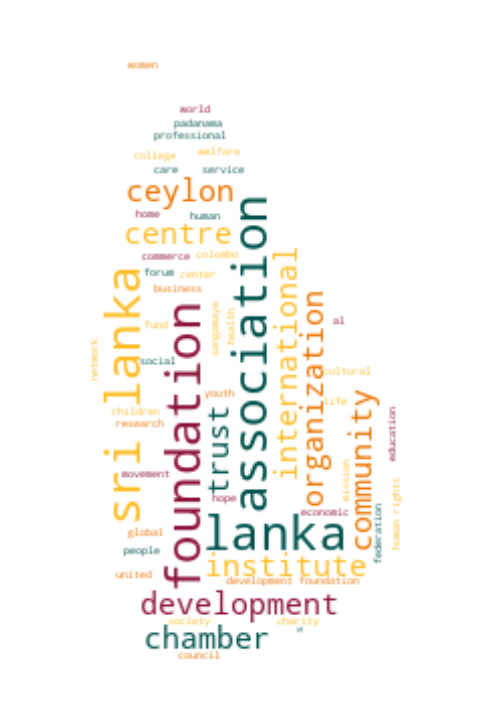 women
world
padanama
professional
college welfare
care service
ceylon
home human
centre
commerce colombo
forum center
business
sri lanka
foundation
association
international
organization
al
fund
sangamaya
health
network
social
cultural
youth
life
children
research
trust
community
education
movement
hope
mission
economic
human rights
federation
global
lanka
people
institute
united
development foundation
development
society charity
chamber
council